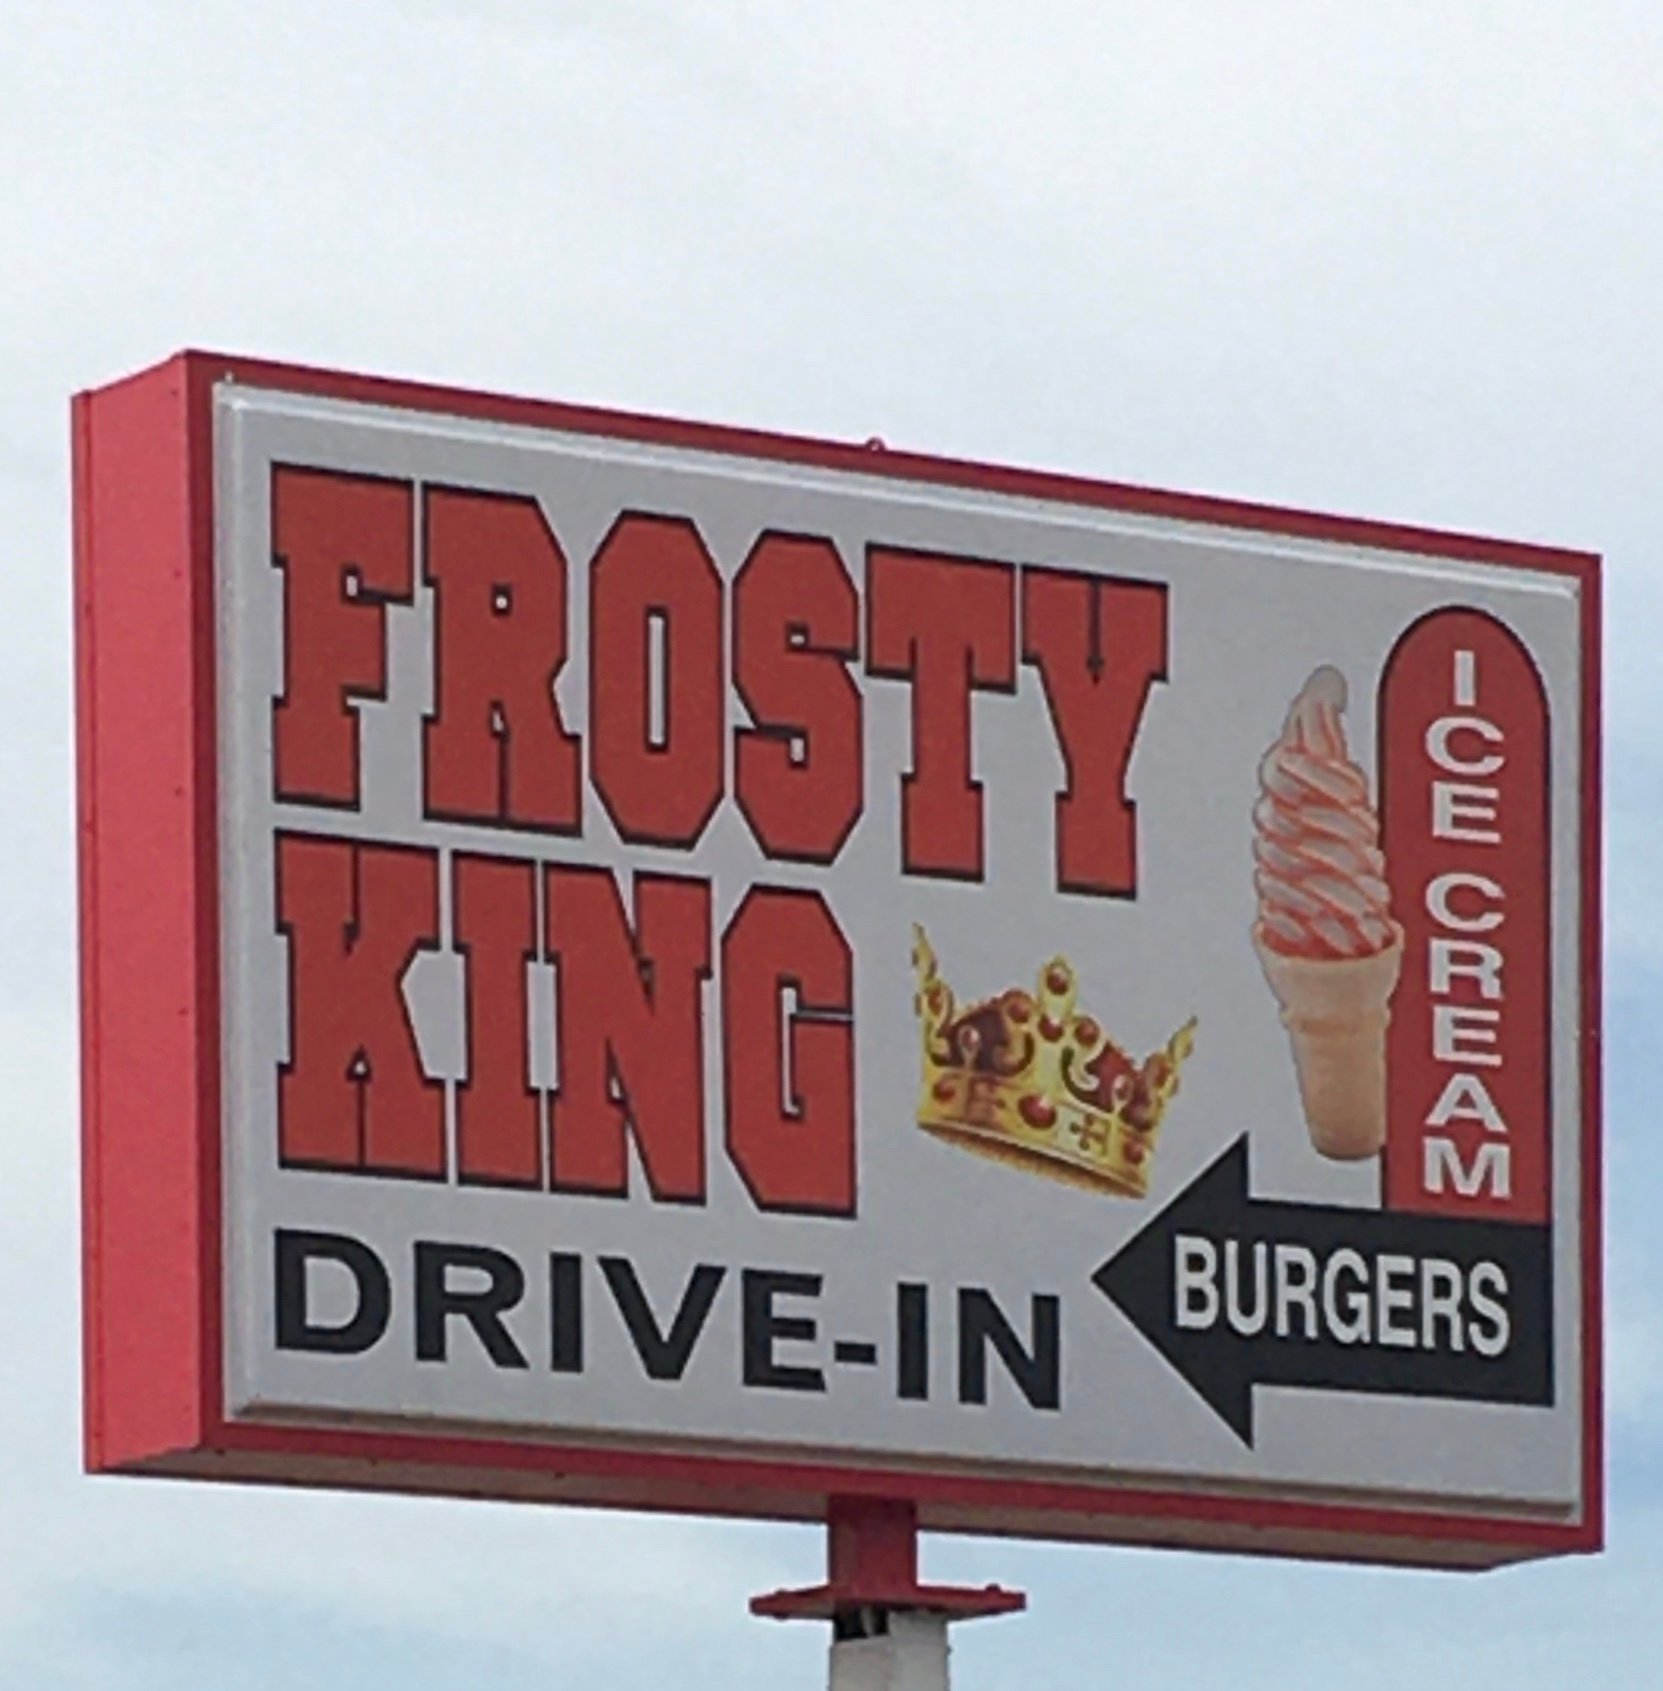 FROSTY
KING
DRIVE-IN
ICE CREAM
BURGERS